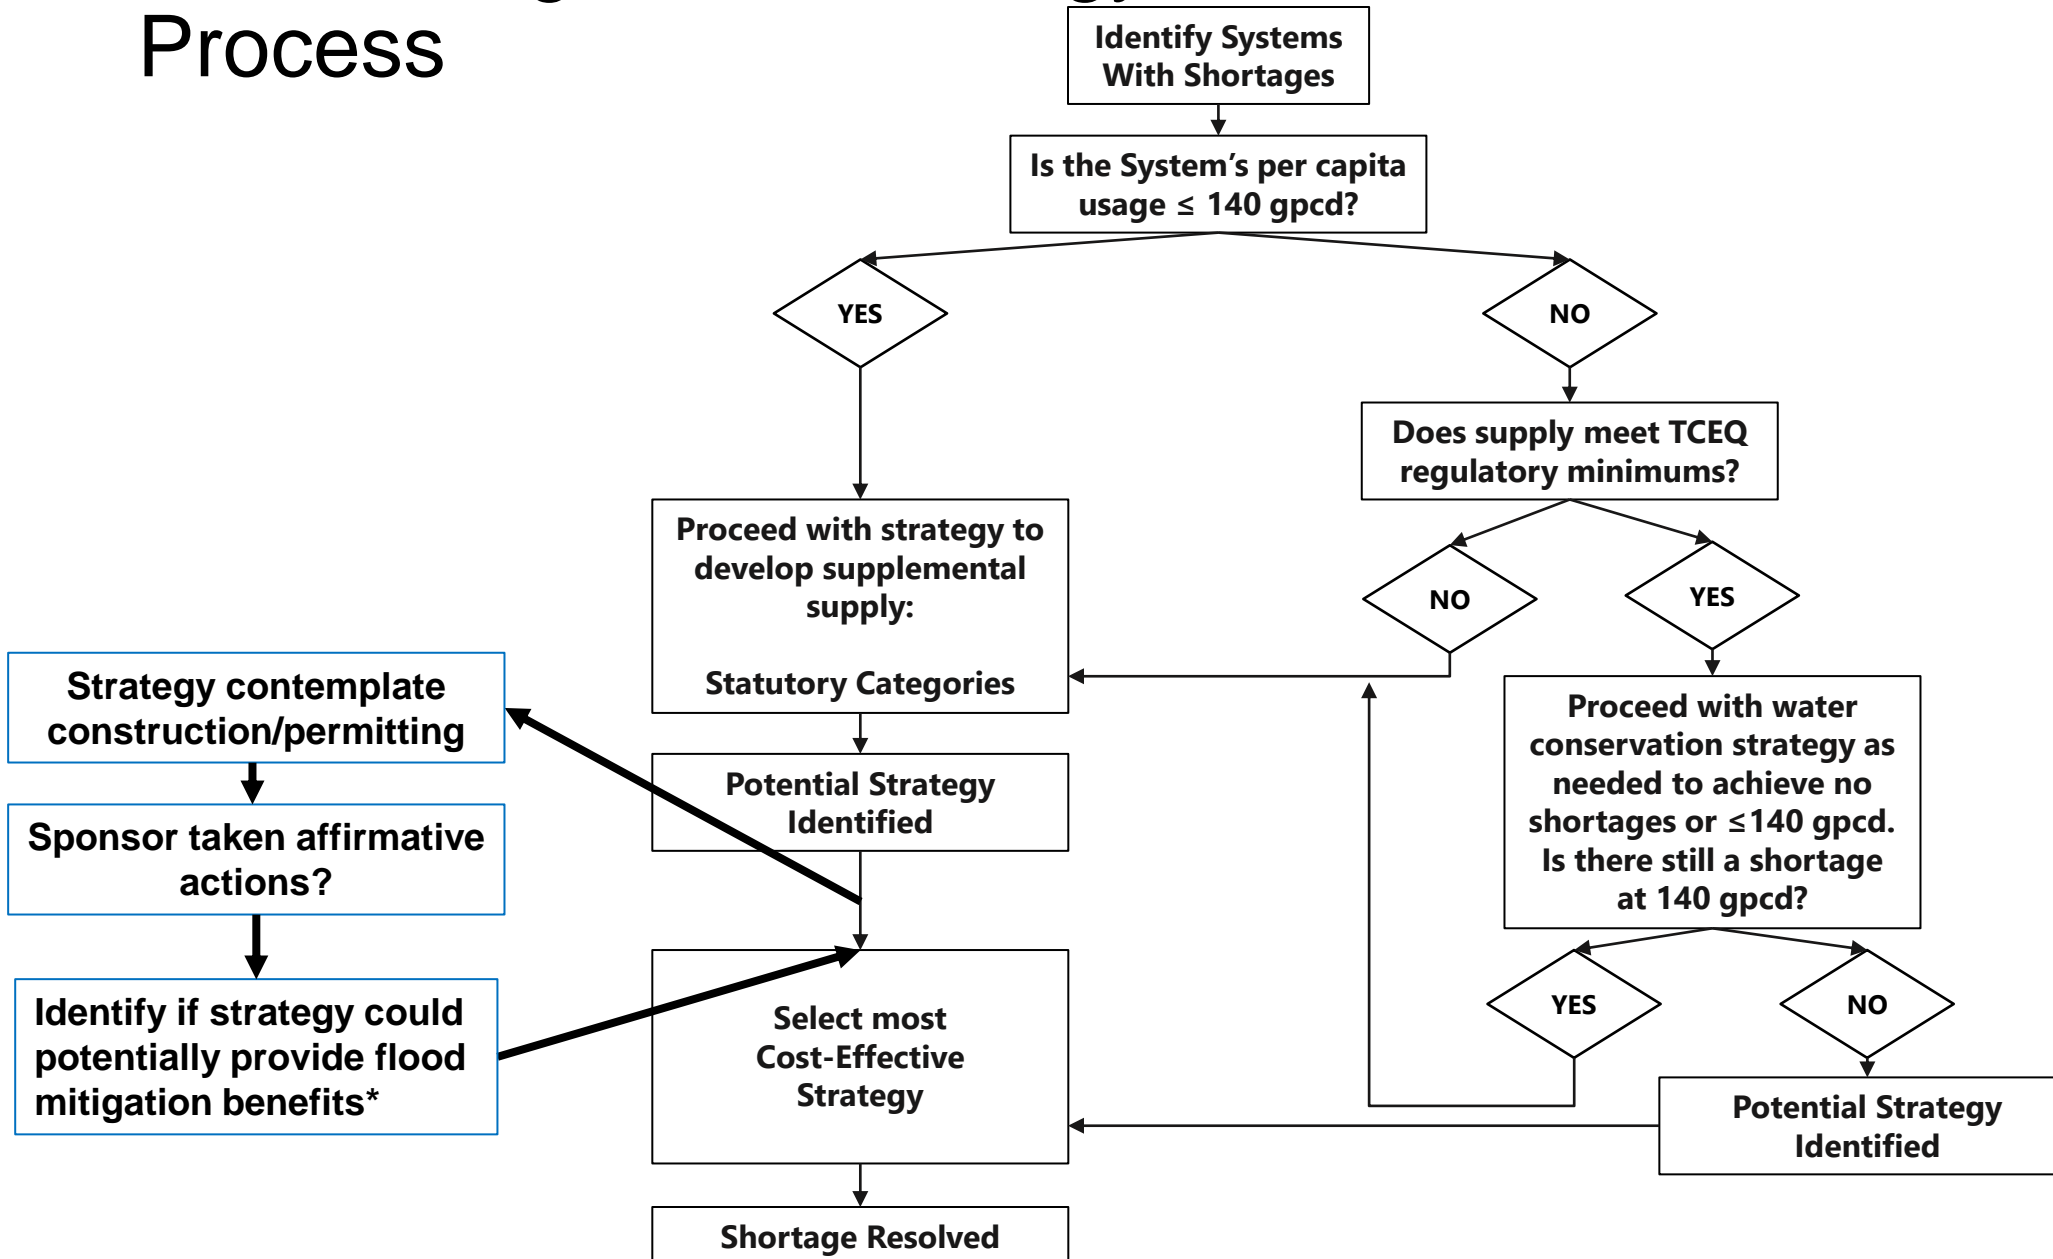 Process
Identify Systems
With Shortages
Is the System’s per capita
usage ≤ 140 gpcd?
YES
NO
Does supply meet TCEQ
regulatory minimums?
NO
YES
Proceed with strategy to
develop supplemental
supply:
Statutory Categories
Strategy contemplate
construction/permitting
Proceed with water
conservation strategy as
needed to achieve no
shortages or ≤140 gpcd.
Is there still a shortage
at 140 gpcd?
Potential Strategy
Identified
Sponsor taken affirmative
actions?
Identify if strategy could
potentially provide flood
mitigation benefits*
Select most
Cost-Effective
Strategy
YES
NO
Potential Strategy
Identified
Shortage Resolved